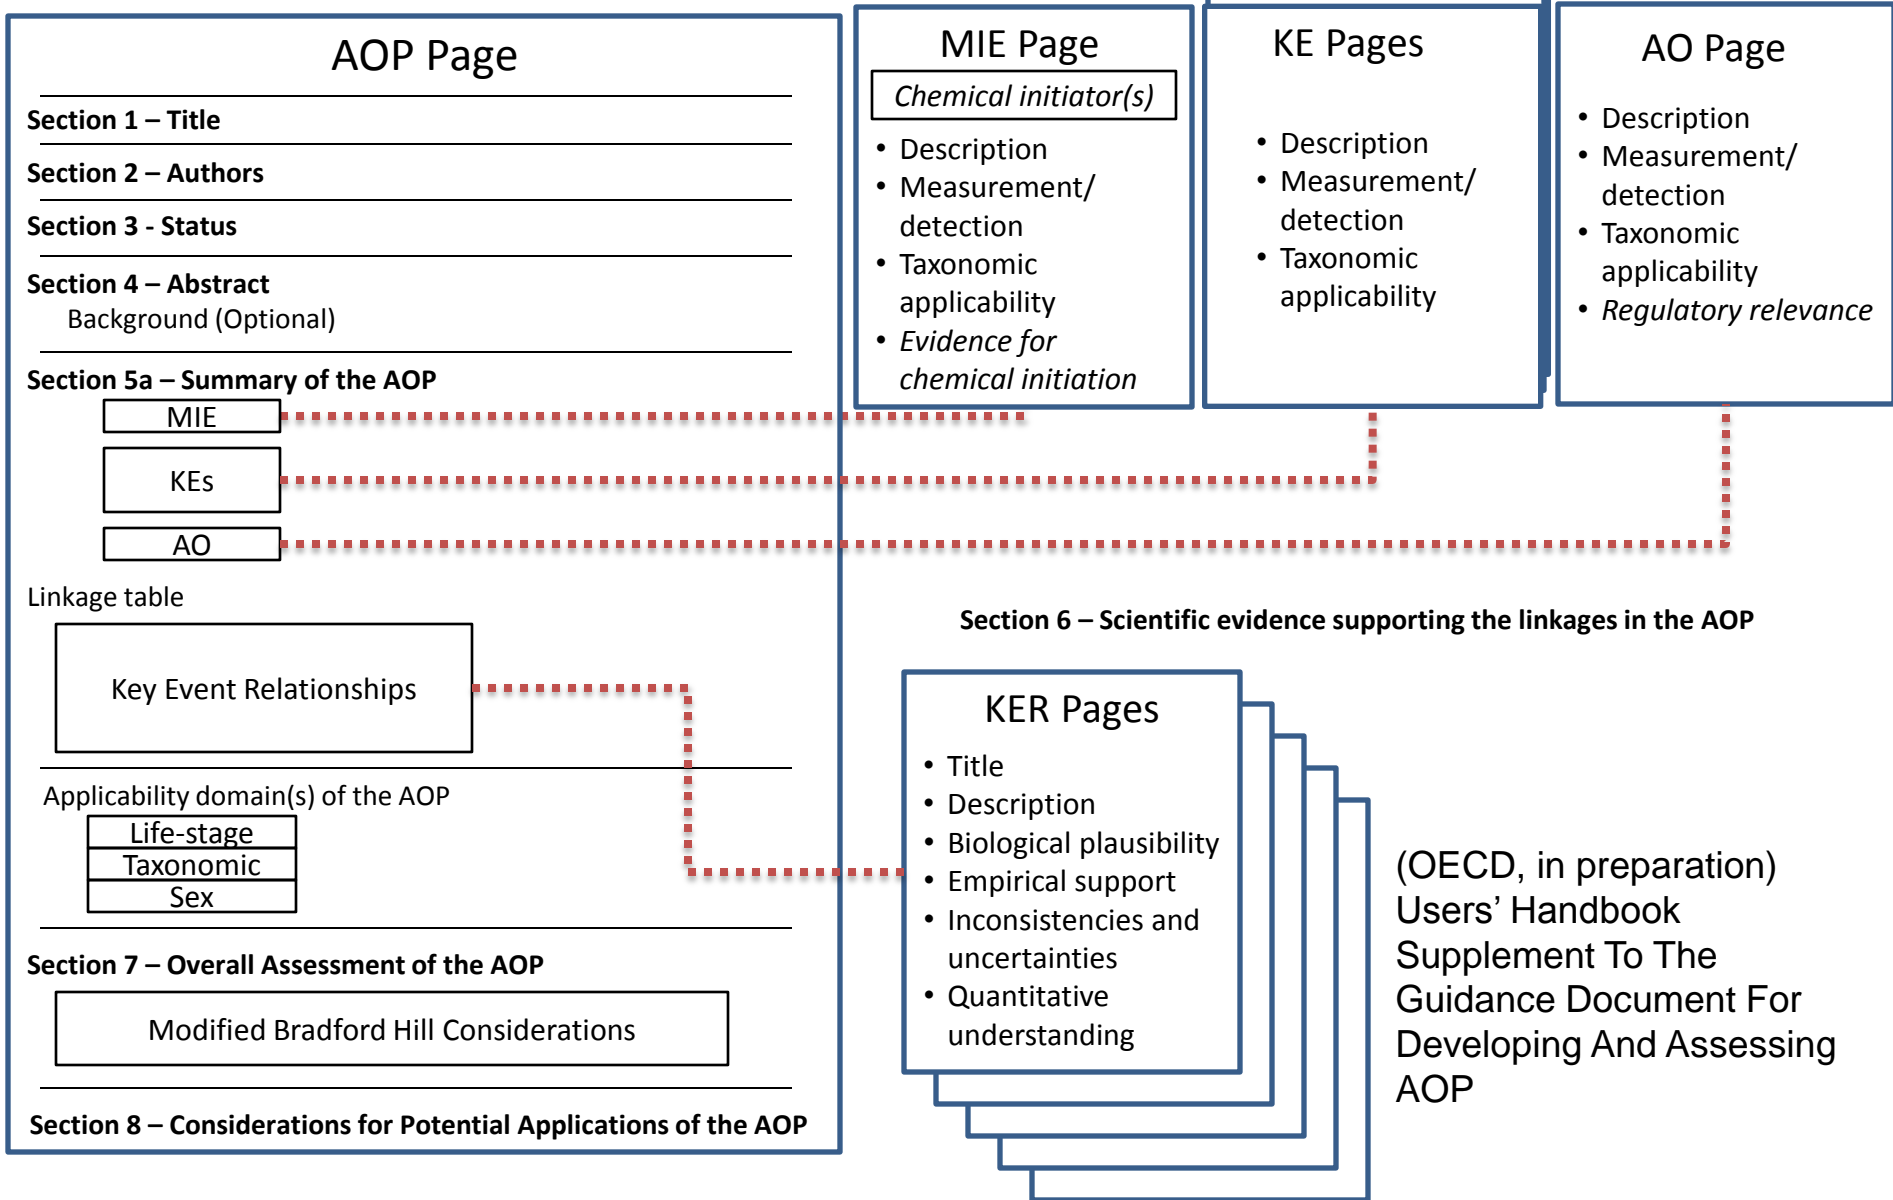 AOP Page
Section 1 – Title
Section 2 – Authors
Section 3 - Status
Section 4 – Abstract
Background (Optional)
Section 5a – Summary of the AOP
MIE
KEs
AO
Linkage table
Key Event Relationships
Applicability domain(s) of the AOP
Life-stage
Taxonomic
Sex
Section 7 – Overall Assessment of the AOP
Modified Bradford Hill Considerations
Section 8 – Considerations for Potential Applications of the AOP
MIE Page
Chemical initiator(s)
• Description
• Measurement/
detection
• Taxonomic
applicability
• Evidence for
chemical initiation
KE Pages
• Description
• Measurement/
detection
• Taxonomic
applicability
AO Page
• Description
• Measurement/
detection
• Taxonomic
applicability
• Regulatory relevance
Section 6 – Scientific evidence supporting the linkages in the AOP
KER Pages
• Title
• Description
• Biological plausibility
• Empirical support
• Inconsistencies and
uncertainties
• Quantitative
understanding
(OECD, in preparation)
Users’ Handbook
Supplement To The
Guidance Document For
Developing And Assessing
AOP